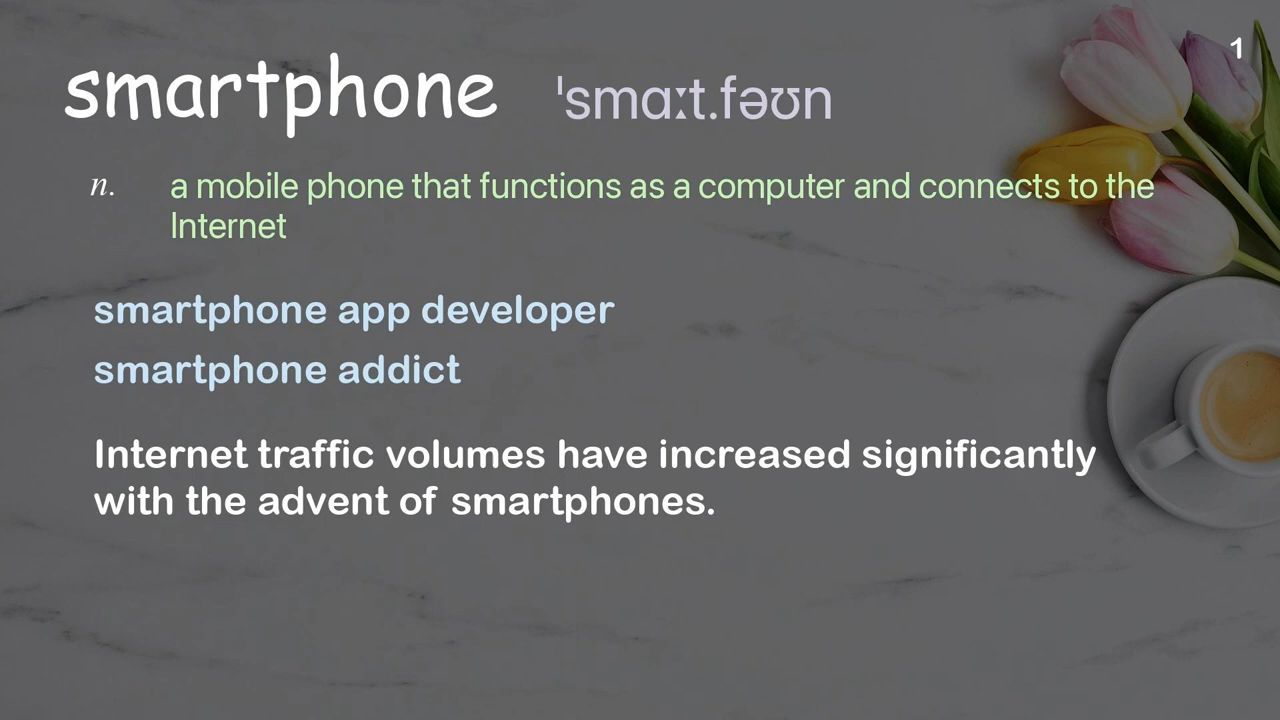 1
smartphone ˈsmɑːt.fəʊn
n. a mobile phone that functions as a computer and connects to the
Internet
smartphone app developer
smartphone addict
Internet traffic volumes have increased significantly
with the advent of smartphones.